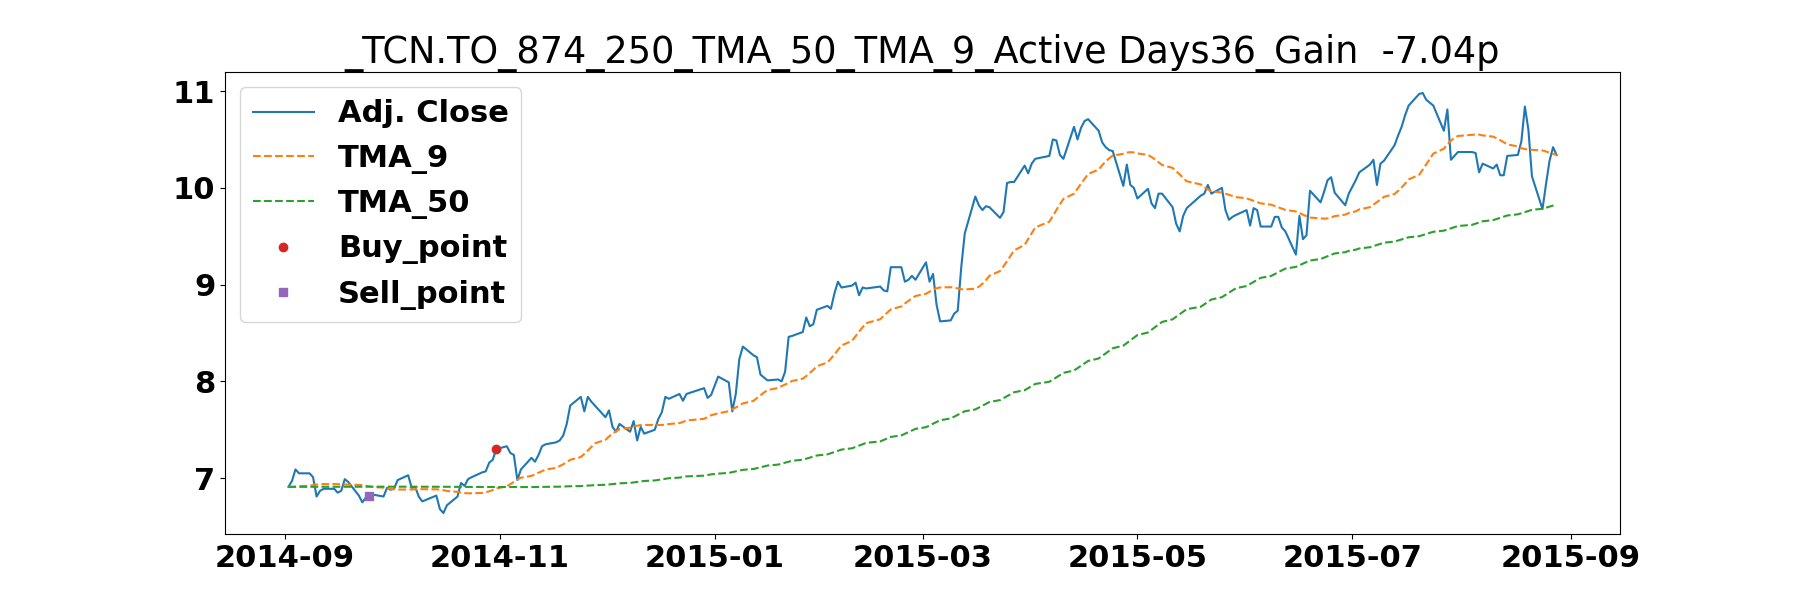 _TCN.TO_874_250_TMA_50_TMA_9_Active Days36_Gain  -7.04p
11
10
9
8
7
Adj. Close
TMA_9
TMA_50
Buy_point
Sell_point
2014-09 2014-11 2015-01 2015-03 2015-05 2015-07 2015-09